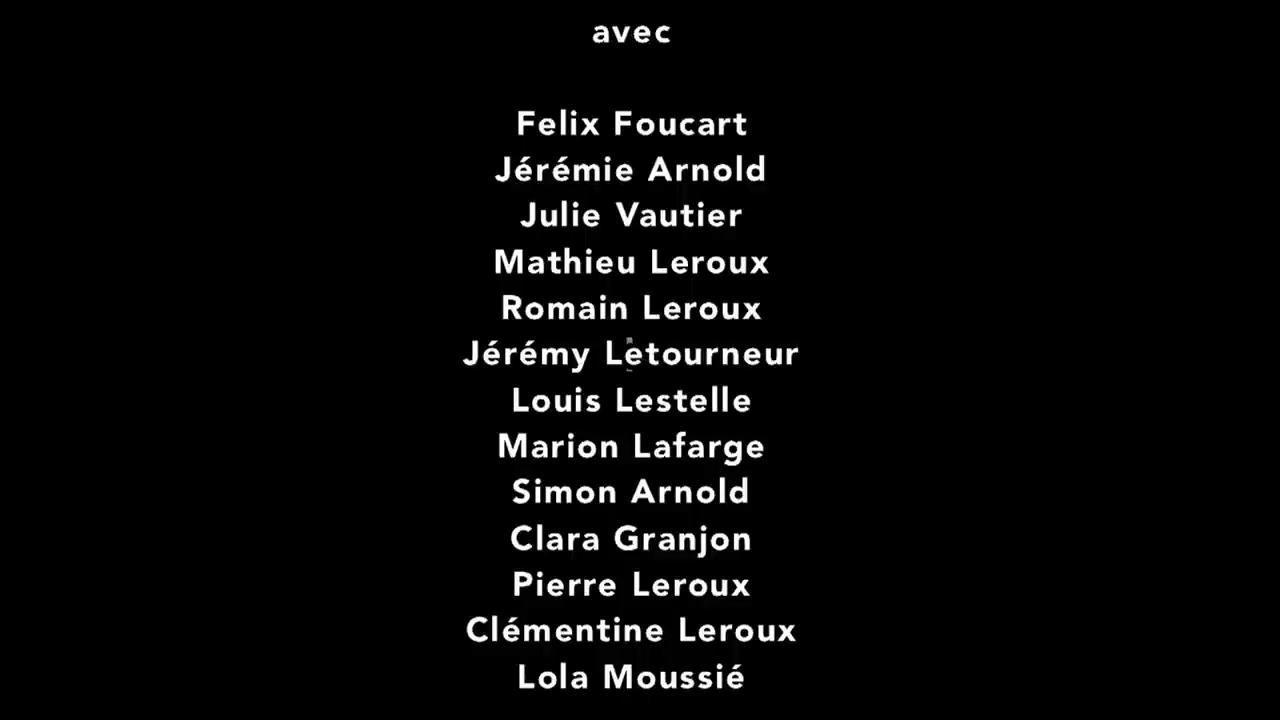 avec
Felix Foucart
Jérémie Arnold
Julie Vautier
Mathieu Leroux
Romain Leroux
Jérémy Letourneur
Louis Lestelle
Marion Lafarge
Simon Arnold
Clara Granjon
Pierre Leroux
Clémentine Leroux
Lola Moussié